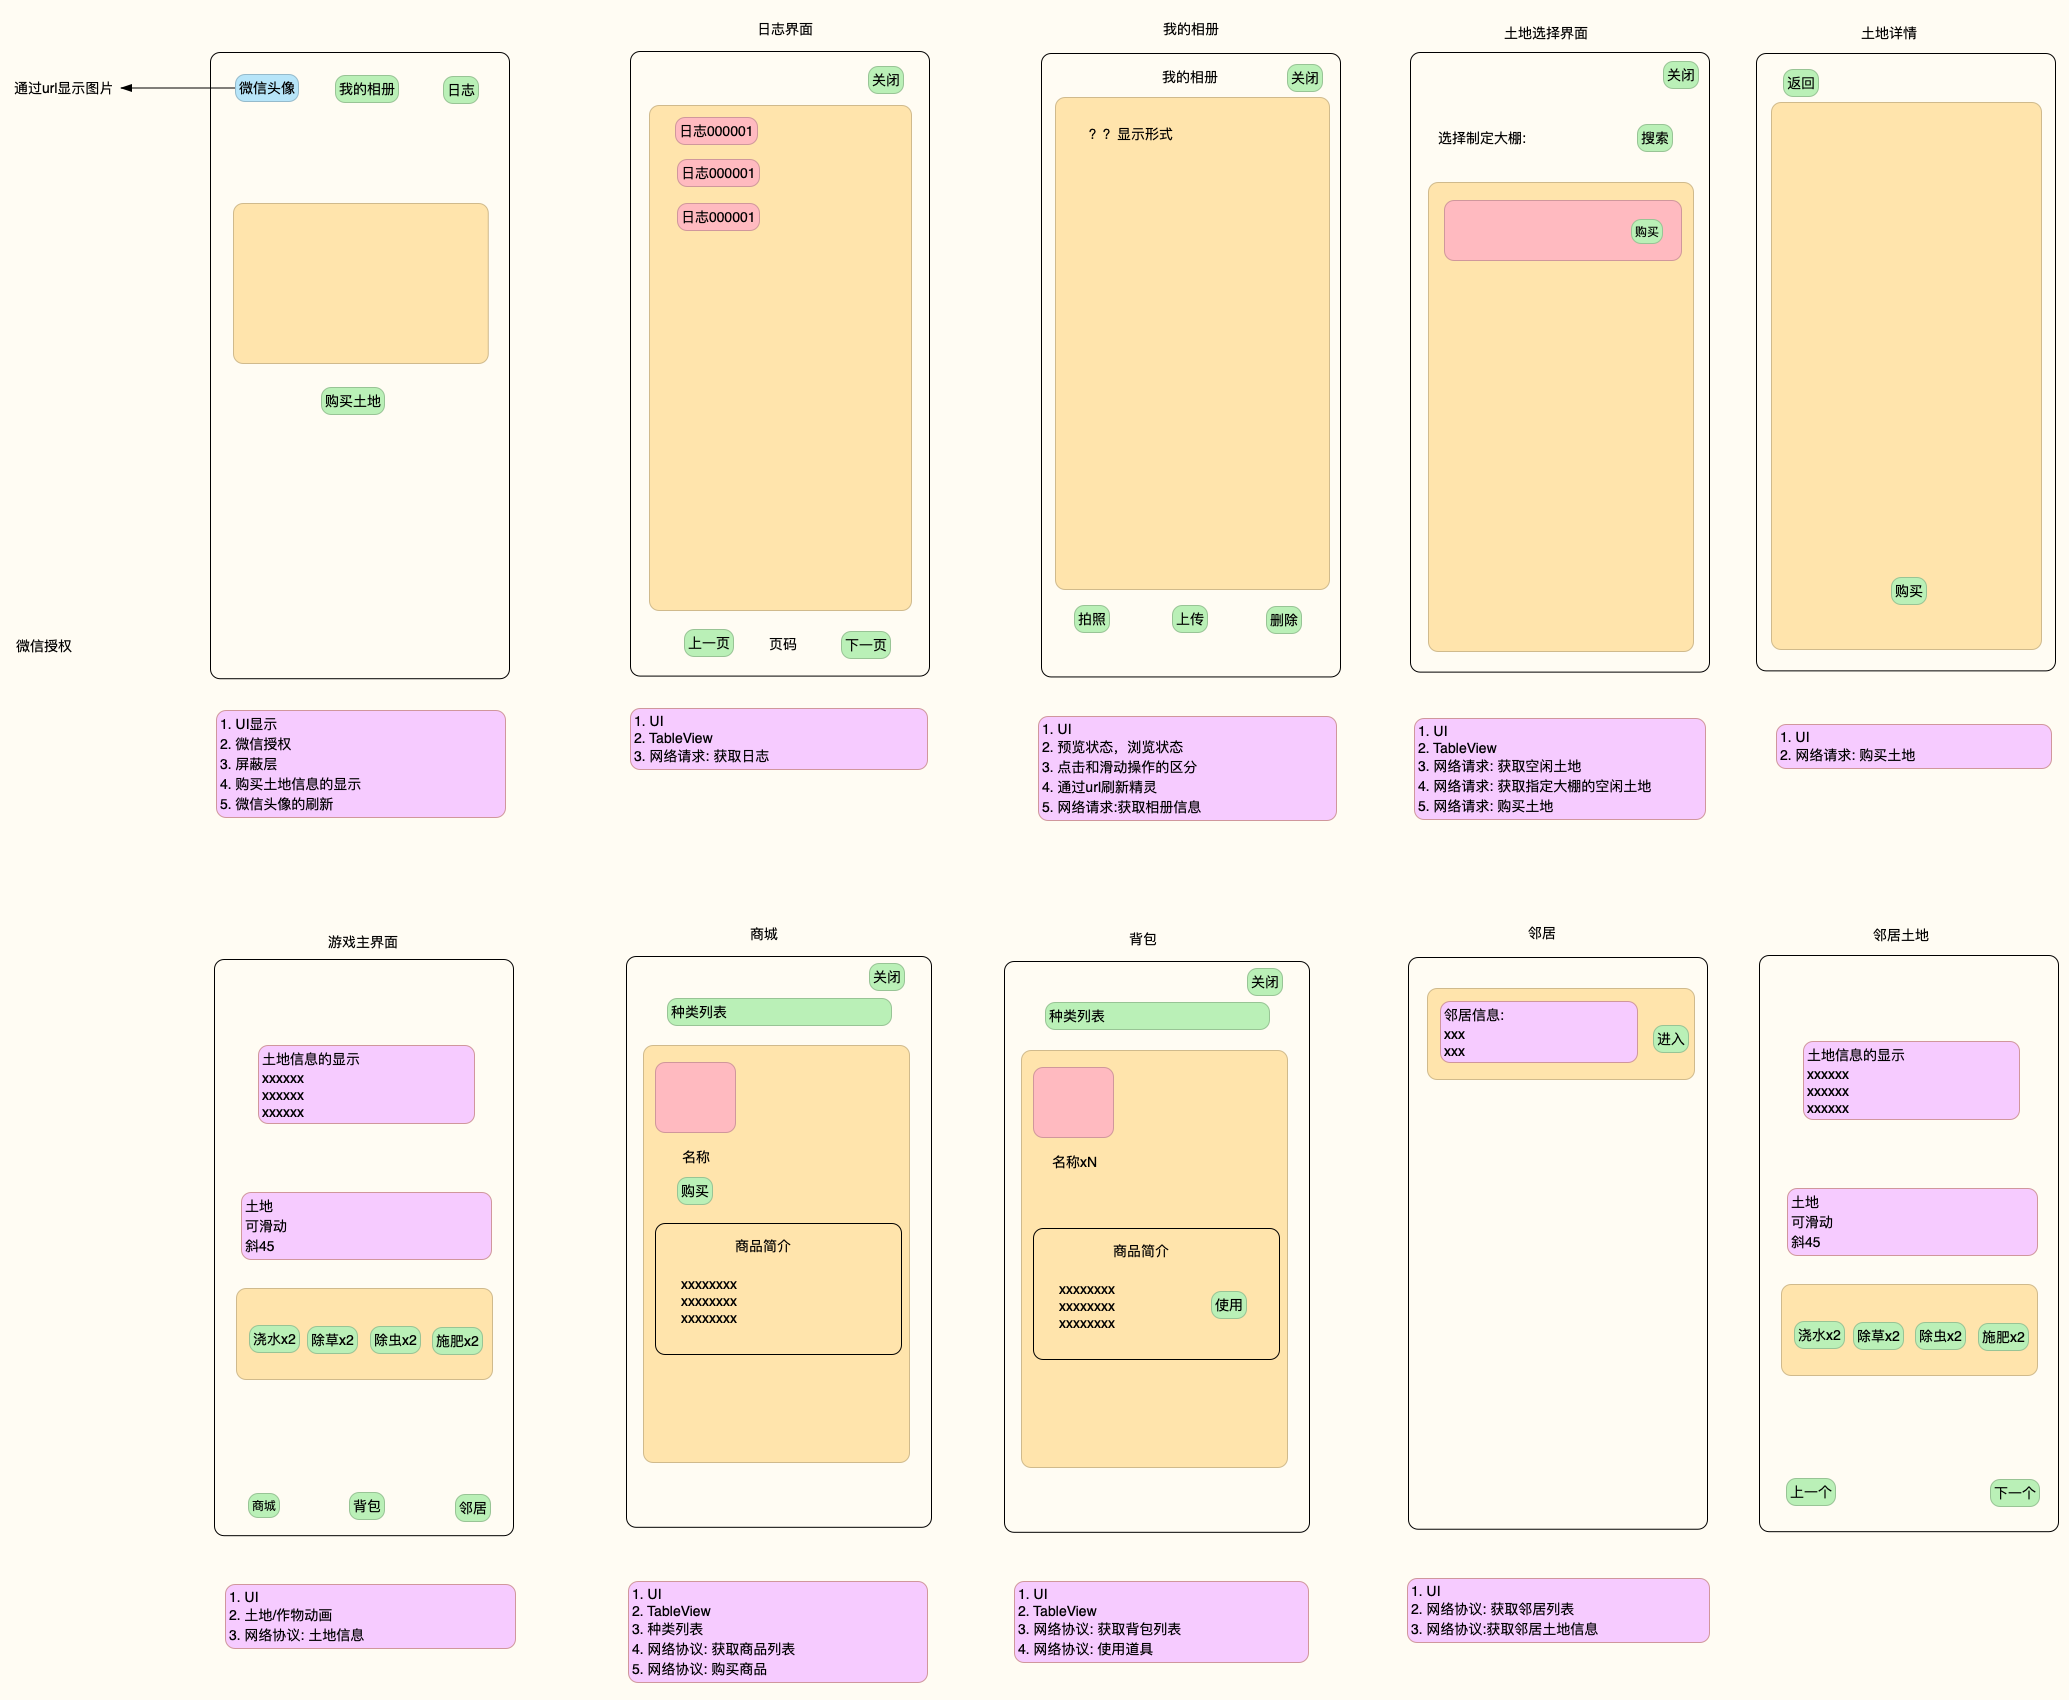 通过url显示图片
微信头像
我的相册
日志
购买土地
微信授权
1. UI显示
2. 微信授权
3. 屏蔽层
4. 购买土地信息的显示
5. 微信头像的刷新
日志界面
关闭
日志000001
日志000001
日志000001
上一页
页码
下一页
1. UI
2. TableView
3. 网络请求: 获取日志
我的相册
我的相册
关闭
？？显示形式
拍照
上传
删除
1. UI
2. 预览状态，浏览状态
3. 点击和滑动操作的区分
4. 通过url刷新精灵
5. 网络请求:获取相册信息
土地选择界面
关闭
选择制定大棚:
搜索
购买
1. UI
2. TableView
3. 网络请求: 获取空闲土地
4. 网络请求: 获取指定大棚的空闲土地
5. 网络请求: 购买土地
土地详情
返回
购买
1. UI
2. 网络请求: 购买土地
游戏主界面
土地信息的显示
xxxxxx
xxxxxx
xxxxxx
土地
可滑动
斜45
浇水x2
除草x2
除虫x2
施肥x2
商城
背包
邻居
1. UI
2. 土地/作物动画
3. 网络协议: 土地信息
商城
关闭
种类列表
名称
购买
商品简介
xxxxxxxx
xxxxxxxx
xxxxxxxx
1. UI
2. TableView
3. 种类列表
4. 网络协议: 获取商品列表
5. 网络协议: 购买商品
背包
关闭
种类列表
名称xN
商品简介
xxxxxxxx
xxxxxxxx
xxxxxxxx
使用
1. UI
2. TableView
3. 网络协议: 获取背包列表
4. 网络协议: 使用道具
邻居
邻居信息:
xxx
xxx
进入
1. UI
2. 网络协议: 获取邻居列表
3. 网络协议:获取邻居土地信息
邻居土地
土地信息的显示
xxxxxx
xxxxxx
xxxxxx
土地
可滑动
斜45
浇水x2
除草x2
除虫x2
施肥x2
上一个
下一个